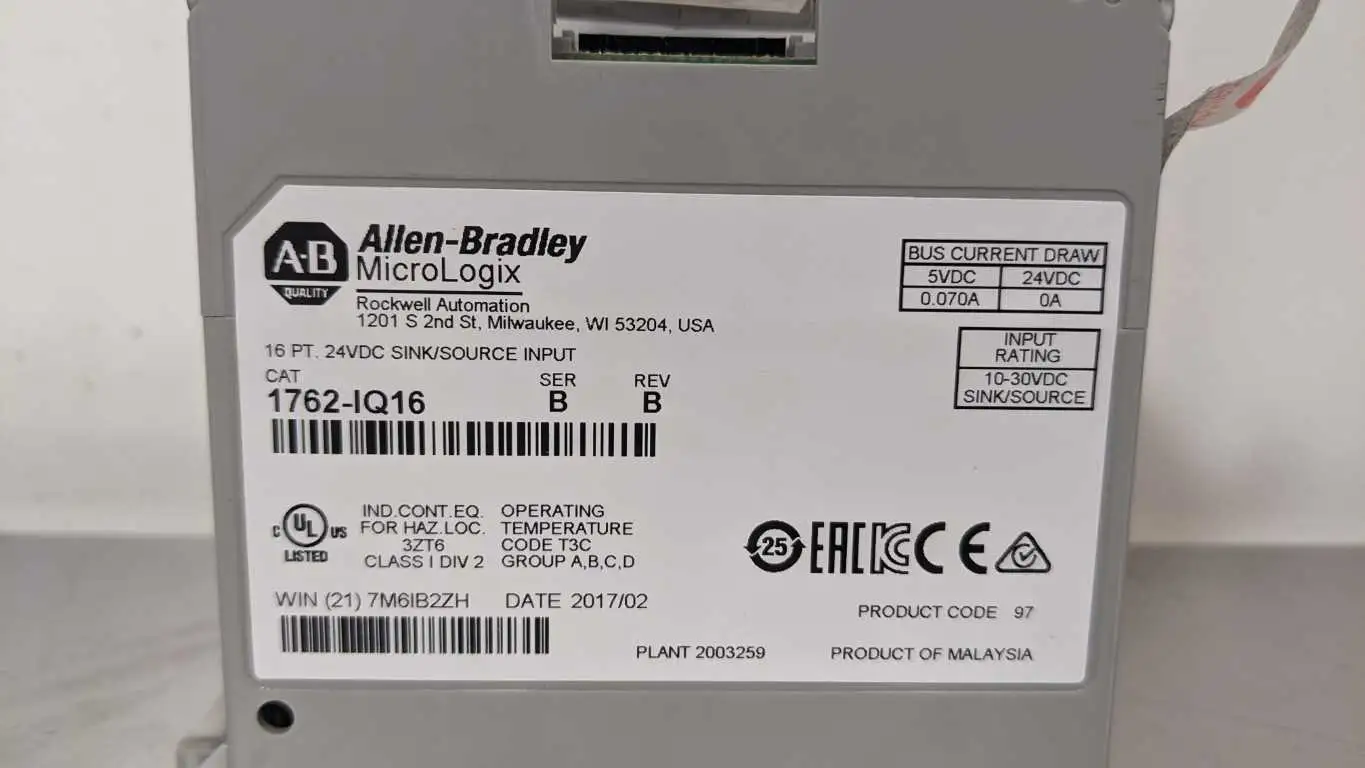 A-B
QUALITY
Allen-Bradley
MicroLogix
Rockwell Automation
1201 S 2nd St, Milwaukee, WI 53204, USA
16 PT. 24VDC SINK/SOURCE INPUT
CAT SER REV
1762-IQ16 B B
BUS CURRENT DRAW
5VDC 24VDC
0.070A 0A
INPUT
RATING
10-30VDC
SINK/SOURCE
C UL US
LISTED
IND.CONT.EQ.
FOR HAZ.LOC.
3ZT6
CLASS I DIV 2
OPERATING
TEMPERATURE
CODE T3C
GROUP A,B,C,D
25 EAC KC CE
WIN (21) 7M6IB2ZH DATE 2017/02
PRODUCT CODE 97
PLANT 2003259 PRODUCT OF MALAYSIA